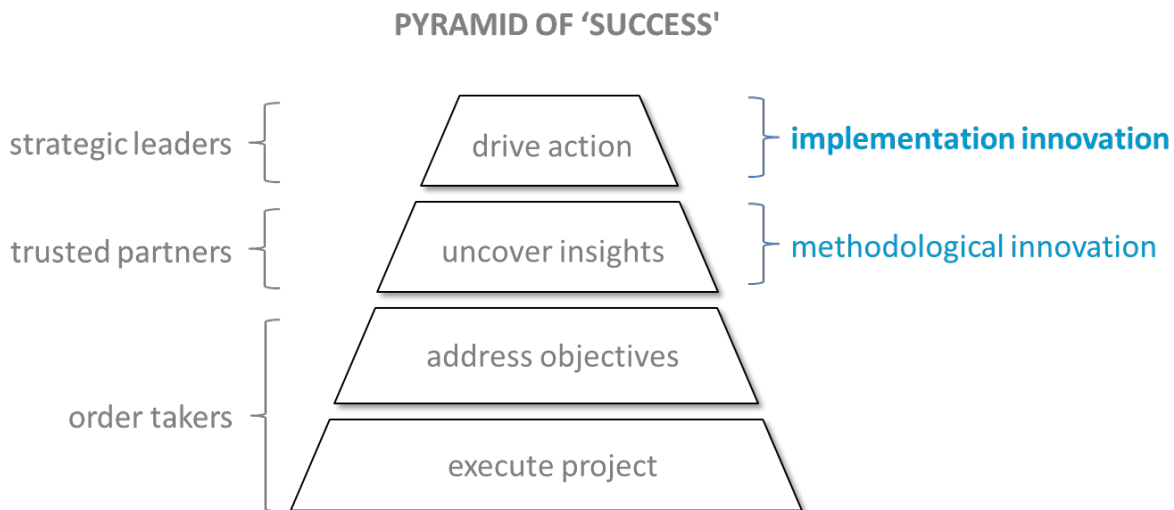 PYRAMID OF ‘SUCCESS'
strategic leaders
drive action
implementation innovation
trusted partners
uncover insights
methodological innovation
address objectives
order takers
execute project